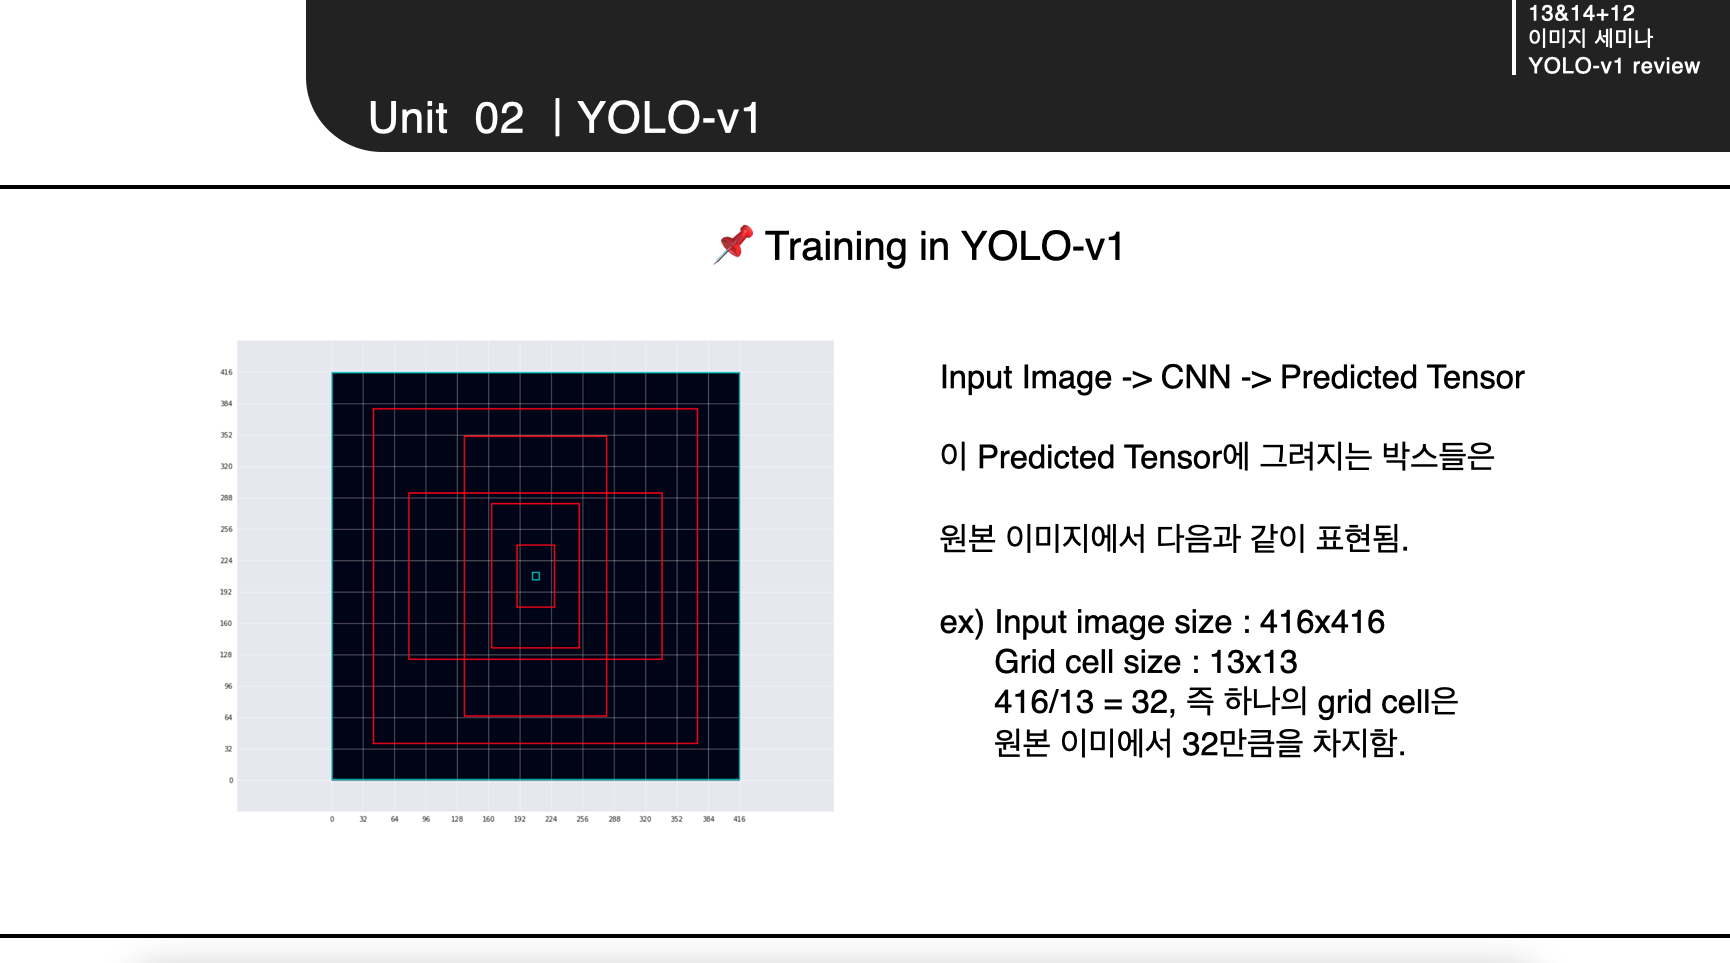 13&14+12
이미지 세미나
YOLO-v1 review
Unit 02 | YOLO-v1
📌 Training in YOLO-v1
416
384
352
320
288
256
224
192
160
128
96
64
32
0
0 32 64 96 128 160 192 224 256 288 320 352 384 416
Input Image -> CNN -> Predicted Tensor
이 Predicted Tensor에 그려지는 박스들은
원본 이미지에서 다음과 같이 표현됨.
ex) Input image size : 416x416
Grid cell size : 13x13
416/13 = 32, 즉 하나의 grid cell은
원본 이미에서 32만큼을 차지함.